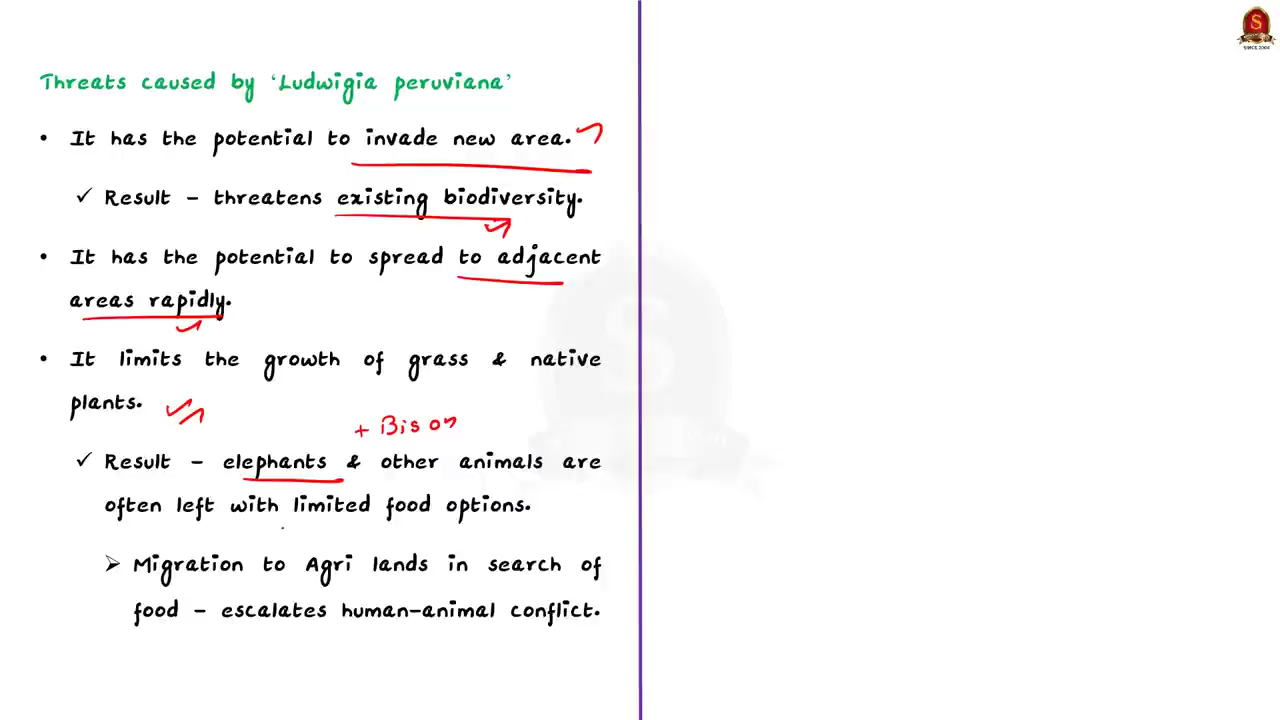 Threats caused by 'Ludwigia peruviana'
• It has the potential to invade new area.
✓ Result - threatens existing biodiversity.
• It has the potential to spread to adjacent
areas rapidly.
• It limits the growth of grass & native
plants.
+ Bison
✓ Result - elephants & other animals are
often left with limited food options.
➢ Migration to Agri lands in search of
food - escalates human-animal conflict.
S
SINCE 2004